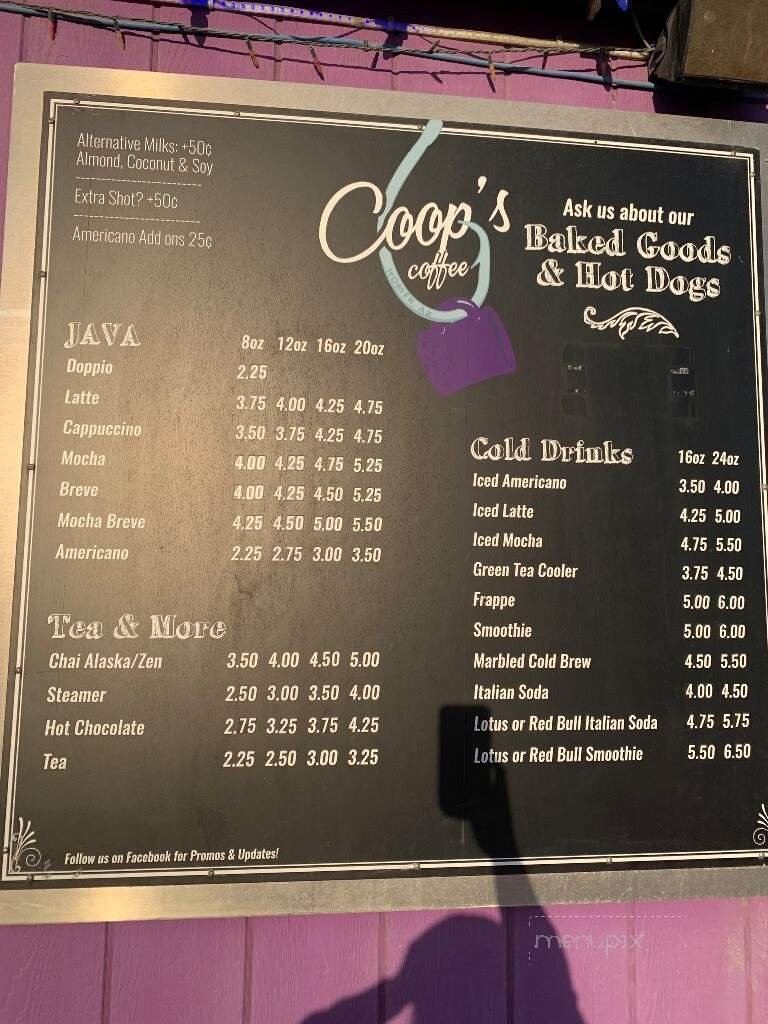 Alternative Milks: +50¢
Almond, Coconut & Soy
Extra Shot? +50¢
Americano Add ons 25¢
Coop's
coffee
HOMER, AK
Ask us about our
Baked Goods
& Hot Dogs
JAVA 8oz 12oz 16oz 20oz
Doppio 2.25
Latte 3.75 4.00 4.25 4.75
Cappuccino 3.50 3.75 4.25 4.75
Mocha 4.00 4.25 4.75 5.25
Breve 4.00 4.25 4.50 5.25
Mocha Breve 4.25 4.50 5.00 5.50
Americano 2.25 2.75 3.00 3.50
Tea & More
Chai Alaska/Zen 3.50 4.00 4.50 5.00
Steamer 2.50 3.00 3.50 4.00
Hot Chocolate 2.75 3.25 3.75 4.25
Tea 2.25 2.50 3.00 3.25
Cold Drinks 16oz 24oz
Iced Americano 3.50 4.00
Iced Latte 4.25 5.00
Iced Mocha 4.75 5.50
Green Tea Cooler 3.75 4.50
Frappe 5.00 6.00
Smoothie 5.00 6.00
Marbled Cold Brew 4.50 5.50
Italian Soda 4.00 4.50
Lotus or Red Bull Italian Soda 4.75 5.75
Lotus or Red Bull Smoothie 5.50 6.50
Follow us on Facebook for Promos & Updates!
menupix